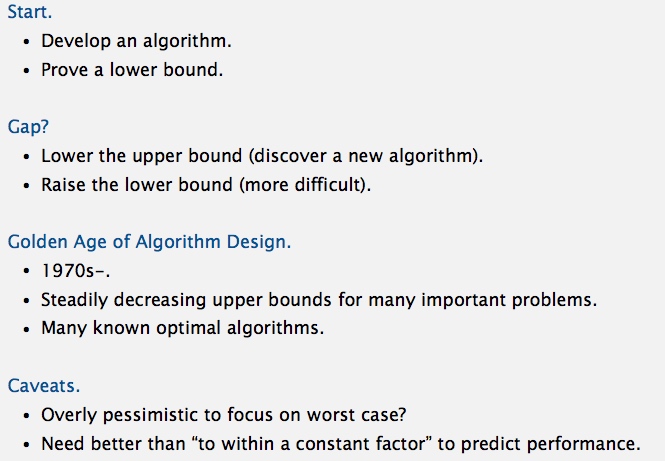 Start.
• Develop an algorithm.
• Prove a lower bound.
Gap?
• Lower the upper bound (discover a new algorithm).
• Raise the lower bound (more difficult).
Golden Age of Algorithm Design.
• 1970s–.
• Steadily decreasing upper bounds for many important problems.
• Many known optimal algorithms.
Caveats.
• Overly pessimistic to focus on worst case?
• Need better than “to within a constant factor” to predict performance.